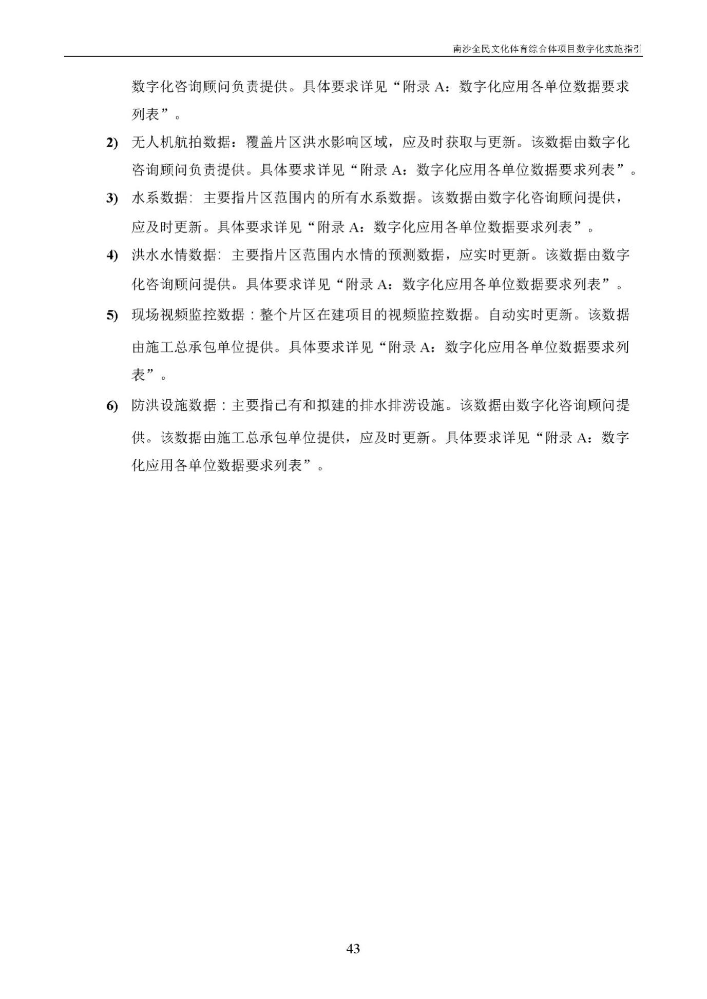 南沙全民文化体育综合体项目数字化实施指引
数字化咨询顾问负责提供。具体要求详见“附录 A：数字化应用各单位数据要求
列表”。
2) 无人机航拍数据：覆盖片区洪水影响区域，应及时获取与更新。该数据由数字化
咨询顾问负责提供。具体要求详见“附录 A：数字化应用各单位数据要求列表”。
3) 水系数据：主要指片区范围内的所有水系数据。该数据由数字化咨询顾问提供，
应及时更新。具体要求详见“附录 A：数字化应用各单位数据要求列表”。
4) 洪水水情数据：主要指片区范围内水情的预测数据，应实时更新。该数据由数字
化咨询顾问提供。具体要求详见“附录 A：数字化应用各单位数据要求列表”。
5) 现场视频监控数据：整个片区在建项目的视频监控数据。自动实时更新。该数据
由施工总承包单位提供。具体要求详见“附录 A：数字化应用各单位数据要求列
表”。
6) 防洪设施数据：主要指已有和拟建的排水排涝设施。该数据由数字化咨询顾问提
供。该数据由施工总承包单位提供，应及时更新。具体要求详见“附录 A：数字
化应用各单位数据要求列表”。
43